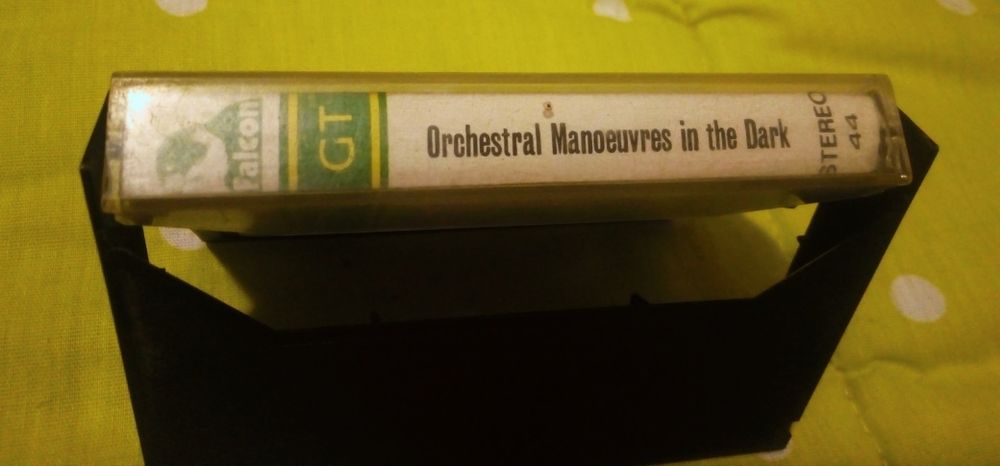 Falcon
GT
Orchestral Manoeuvres in the Dark
STEREO
44